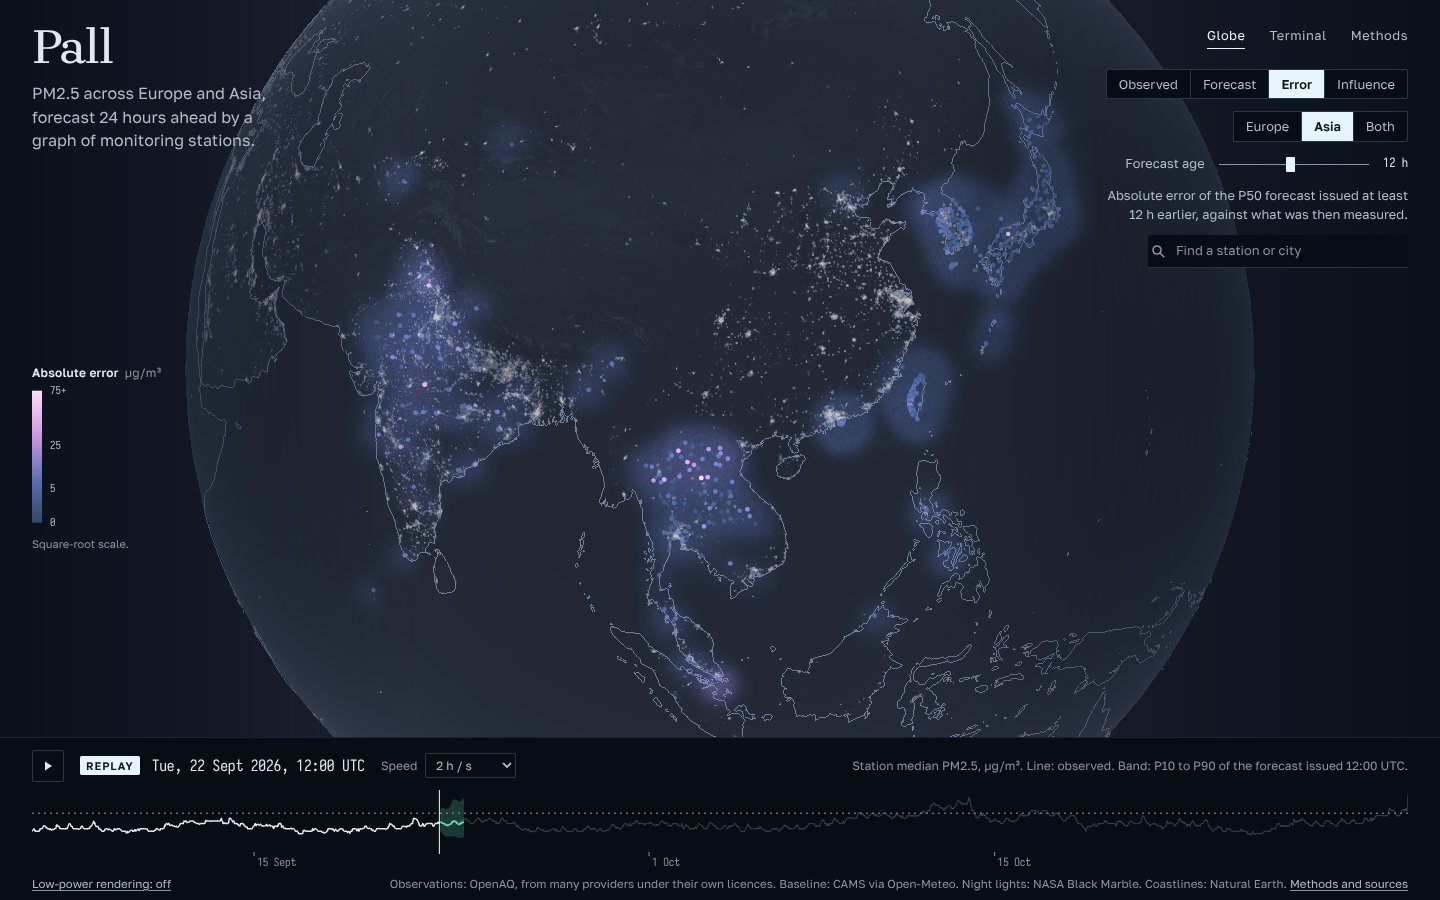 Pall
PM2.5 across Europe and Asia,
forecast 24 hours ahead by a
graph of monitoring stations.
Globe Terminal Methods
Observed Forecast Error Influence
Europe Asia Both
Forecast age 12 h
Absolute error of the P50 forecast issued at least
12 h earlier, against what was then measured.
Find a station or city
Absolute error µg/m³
75+
25
5
0
Square-root scale.
REPLAY Tue, 22 Sept 2026, 12:00 UTC Speed 2 h / s
Station median PM2.5, µg/m³. Line: observed. Band: P10 to P90 of the forecast issued 12:00 UTC.
15 Sept 1 Oct 15 Oct
Low-power rendering: off
Observations: OpenAQ, from many providers under their own licences. Baseline: CAMS via Open-Meteo. Night lights: NASA Black Marble. Coastlines: Natural Earth. Methods and sources